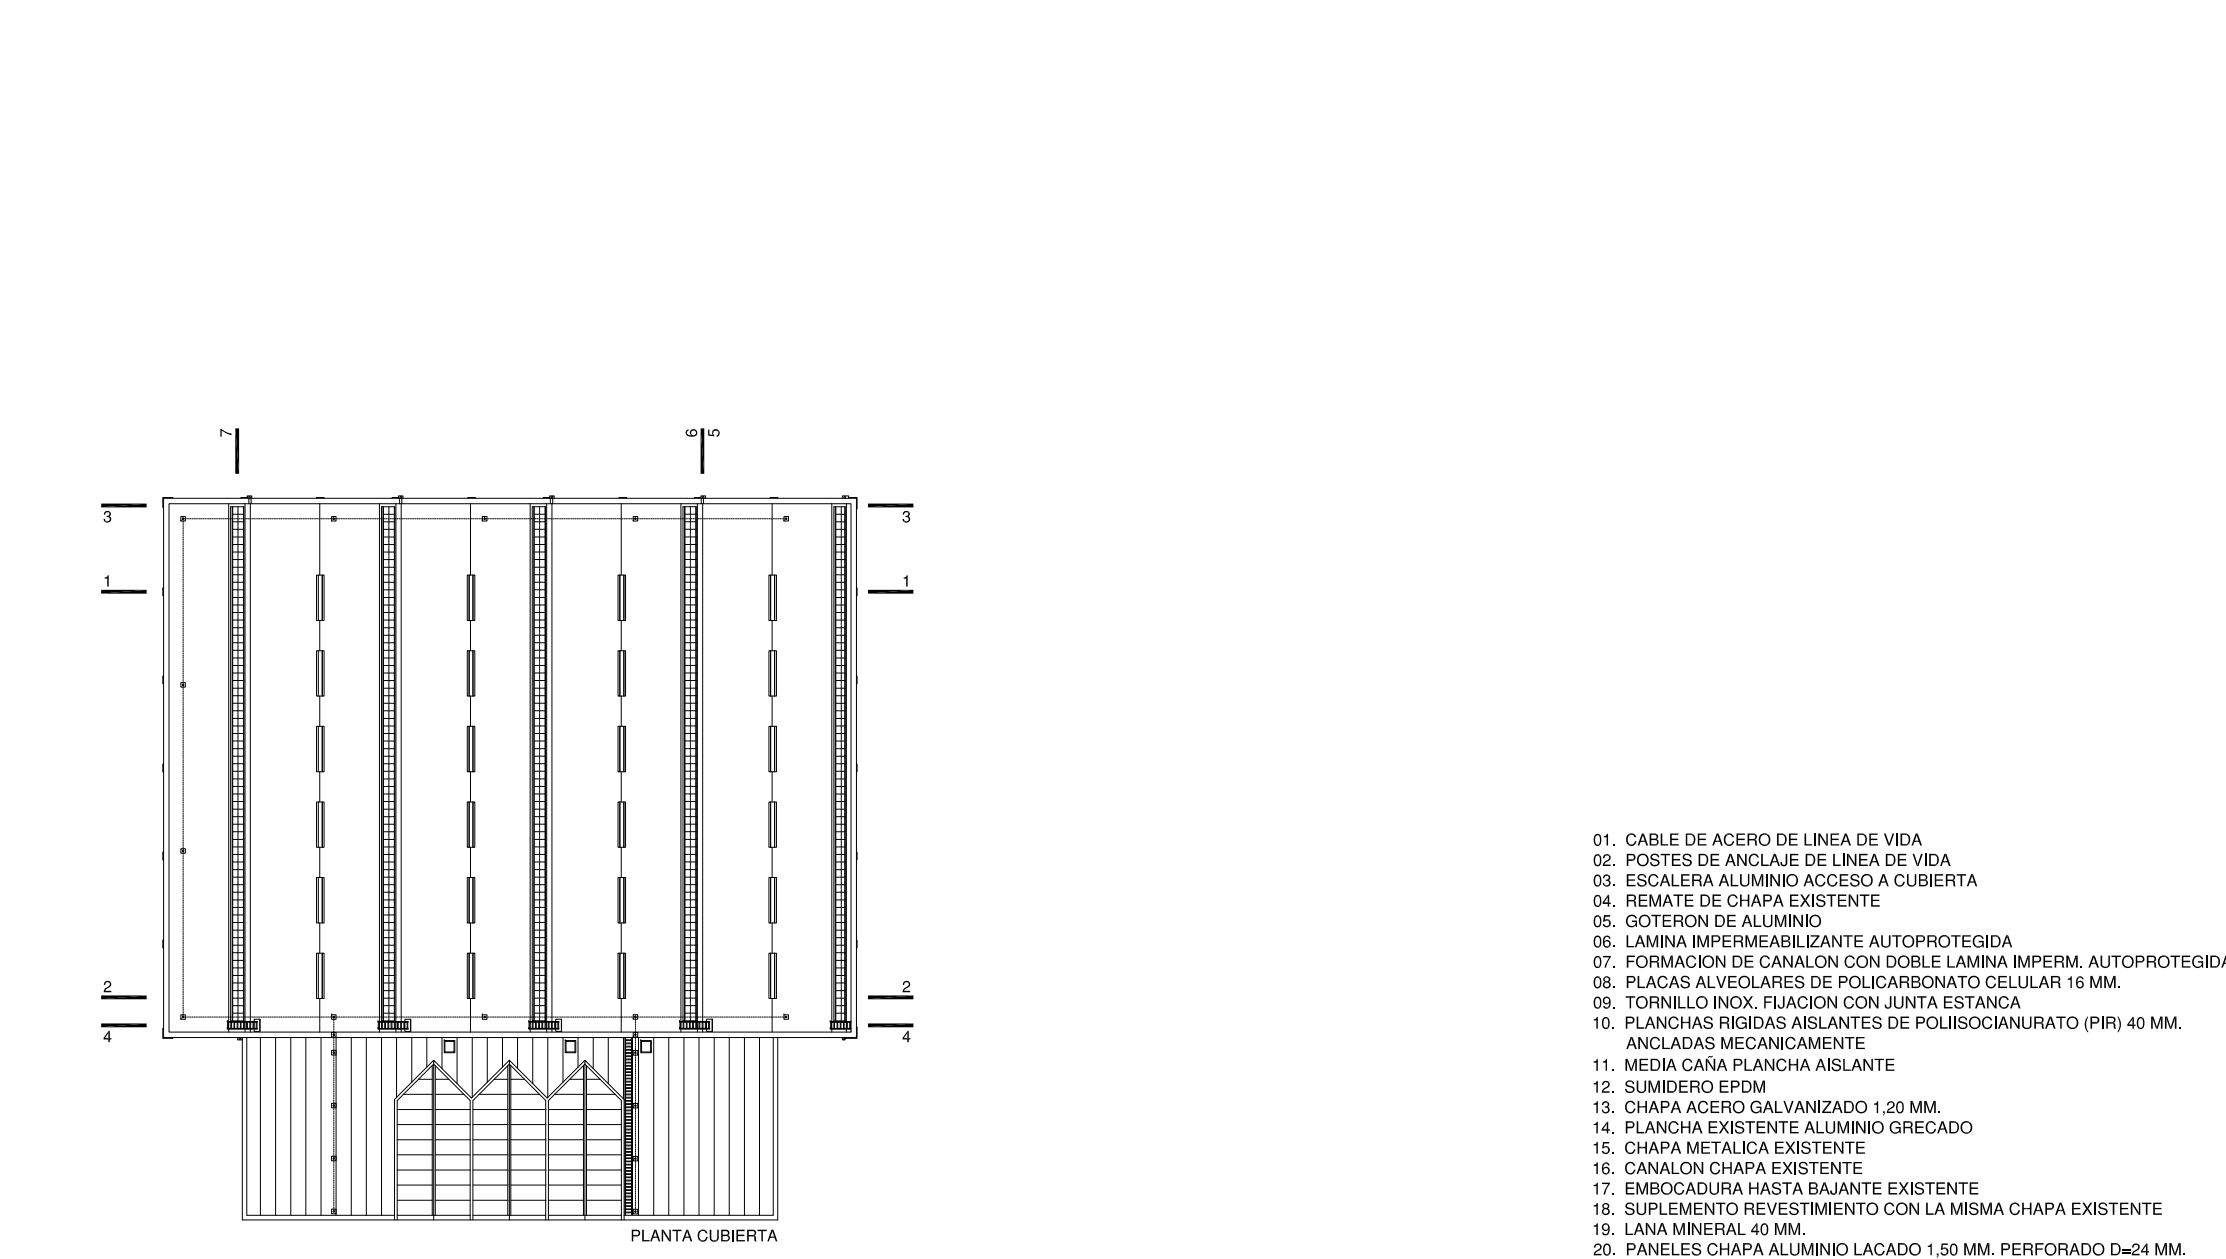 7
6
5
3
3
1
1
2
2
4
4
PLANTA CUBIERTA
01. CABLE DE ACERO DE LINEA DE VIDA
02. POSTES DE ANCLAJE DE LINEA DE VIDA
03. ESCALERA ALUMINIO ACCESO A CUBIERTA
04. REMATE DE CHAPA EXISTENTE
05. GOTERON DE ALUMINIO
06. LAMINA IMPERMEABILIZANTE AUTOPROTEGIDA
07. FORMACION DE CANALON CON DOBLE LAMINA IMPERM. AUTOPROTEGIDA
08. PLACAS ALVEOLARES DE POLICARBONATO CELULAR 16 MM.
09. TORNILLO INOX. FIJACION CON JUNTA ESTANCA
10. PLANCHAS RIGIDAS AISLANTES DE POLIISOCIANURATO (PIR) 40 MM.
ANCLADAS MECANICAMENTE
11. MEDIA CAÑA PLANCHA AISLANTE
12. SUMIDERO EPDM
13. CHAPA ACERO GALVANIZADO 1,20 MM.
14. PLANCHA EXISTENTE ALUMINIO GRECADO
15. CHAPA METALICA EXISTENTE
16. CANALON CHAPA EXISTENTE
17. EMBOCADURA HASTA BAJANTE EXISTENTE
18. SUPLEMENTO REVESTIMIENTO CON LA MISMA CHAPA EXISTENTE
19. LANA MINERAL 40 MM.
20. PANELES CHAPA ALUMINIO LACADO 1,50 MM. PERFORADO D=24 MM.